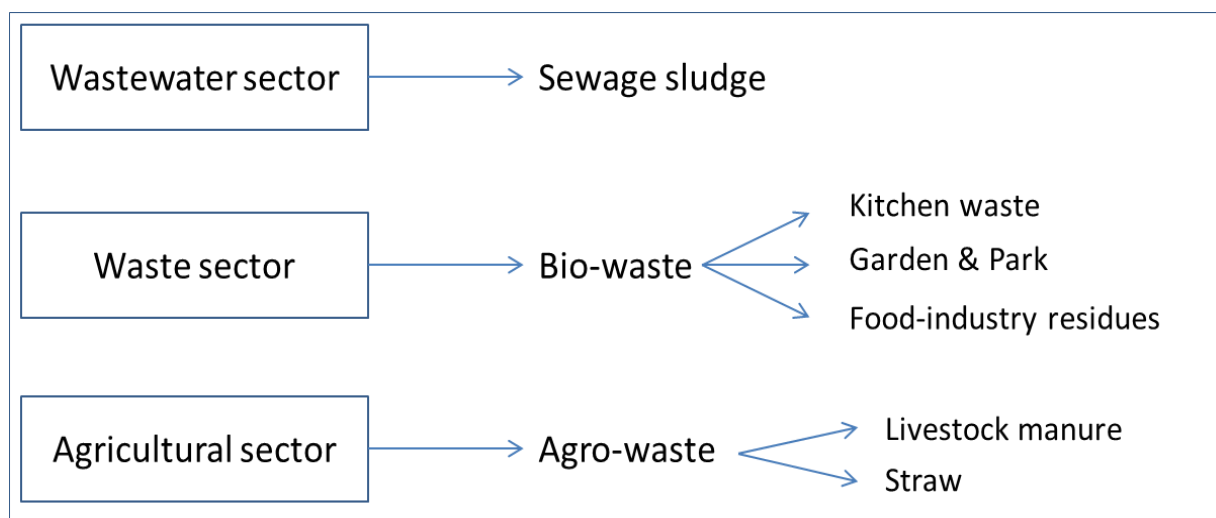 Wastewater sector
Sewage sludge
Waste sector
Bio-waste
Kitchen waste
Garden & Park
Food-industry residues
Agricultural sector
Agro-waste
Livestock manure
Straw